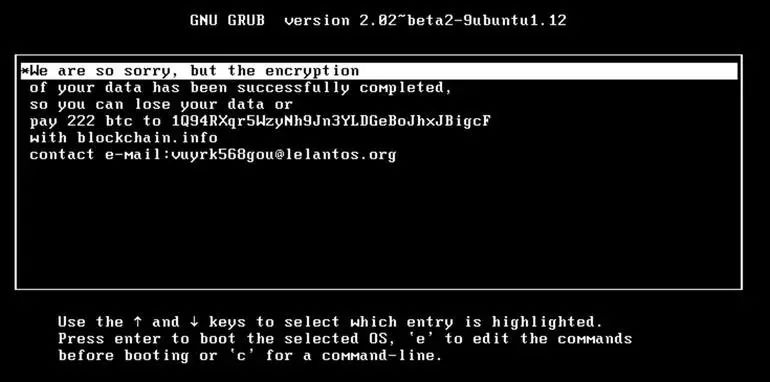 GNU GRUB version 2.02~beta2-9ubuntu1.12
*We are so sorry, but the encryption
of your data has been successfully completed,
so you can lose your data or
pay 222 btc to 1Q94RXqr5WzyNh9Jn3YLDGeBoJhxJBigcF
with blockchain.info
contact e-mail:vuyrk568gou@lelantos.org
Use the ↑ and ↓ keys to select which entry is highlighted.
Press enter to boot the selected OS, `e' to edit the commands
before booting or `c' for a command-line.